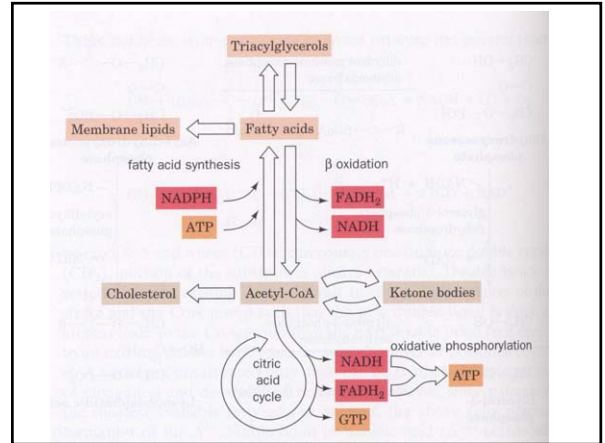 Triacylglycerols
Membrane lipids
Fatty acids
fatty acid synthesis
β oxidation
NADPH
FADH₂
ATP
NADH
Cholesterol
Acetyl-CoA
Ketone bodies
citric
acid
cycle
NADH
oxidative phosphorylation
FADH₂
ATP
GTP